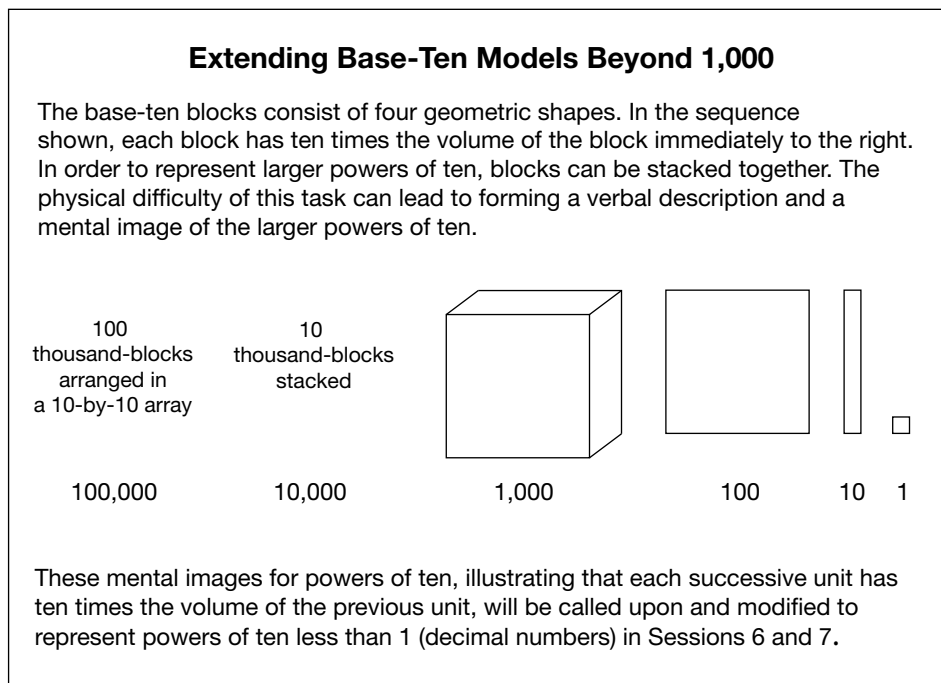 Extending Base-Ten Models Beyond 1,000
The base-ten blocks consist of four geometric shapes. In the sequence
shown, each block has ten times the volume of the block immediately to the right.
In order to represent larger powers of ten, blocks can be stacked together. The
physical difficulty of this task can lead to forming a verbal description and a
mental image of the larger powers of ten.
100
thousand-blocks
arranged in
a 10-by-10 array
10
thousand-blocks
stacked
100,000 10,000 1,000 100 10 1
These mental images for powers of ten, illustrating that each successive unit has
ten times the volume of the previous unit, will be called upon and modified to
represent powers of ten less than 1 (decimal numbers) in Sessions 6 and 7.